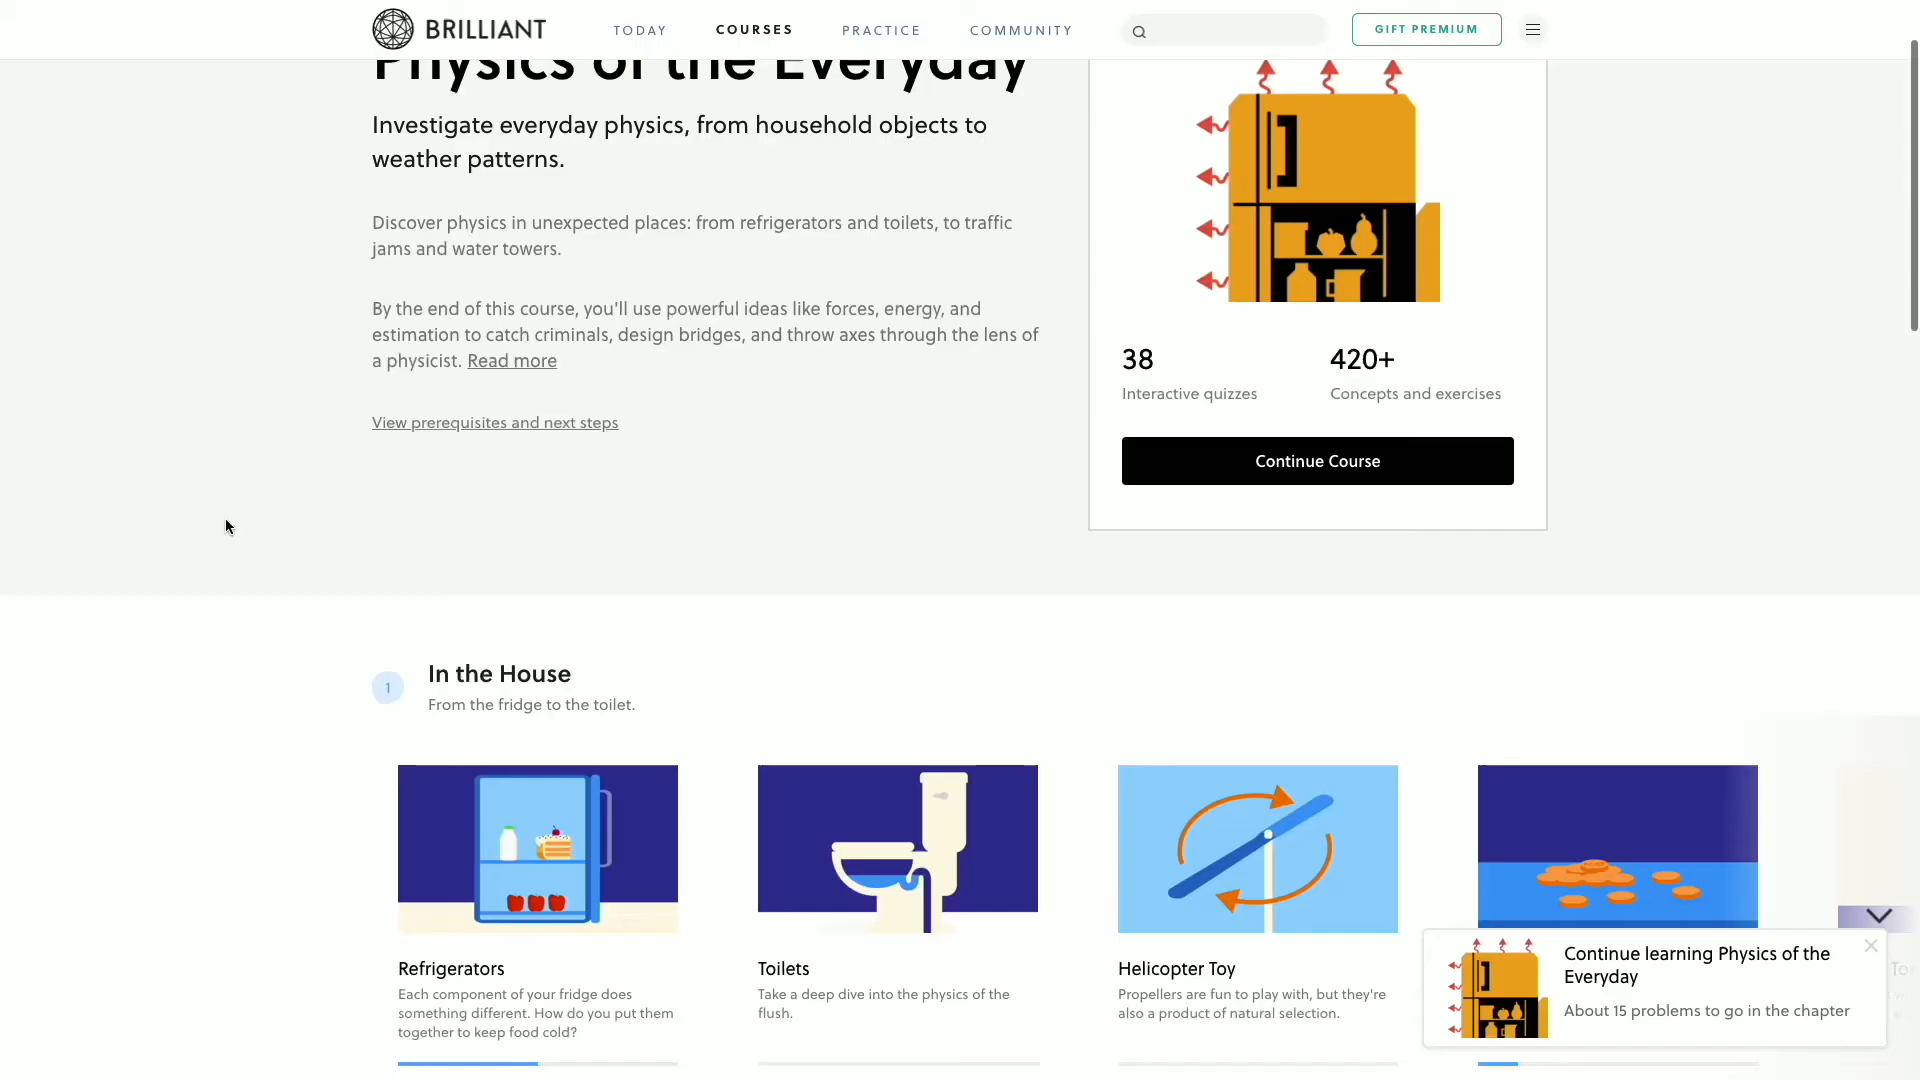 BRILLIANT
TODAY
COURSES
PRACTICE
COMMUNITY
GIFT PREMIUM
Physics of the Everyday
Investigate everyday physics, from household objects to
weather patterns.
Discover physics in unexpected places: from refrigerators and toilets, to traffic
jams and water towers.
By the end of this course, you'll use powerful ideas like forces, energy, and
estimation to catch criminals, design bridges, and throw axes through the lens of
a physicist. Read more
View prerequisites and next steps
38
Interactive quizzes
420+
Concepts and exercises
Continue Course
1
In the House
From the fridge to the toilet.
Refrigerators
Each component of your fridge does
something different. How do you put them
together to keep food cold?
Toilets
Take a deep dive into the physics of the
flush.
Helicopter Toy
Propellers are fun to play with, but they're
also a product of natural selection.
Continue learning Physics of the
Everyday
About 15 problems to go in the chapter